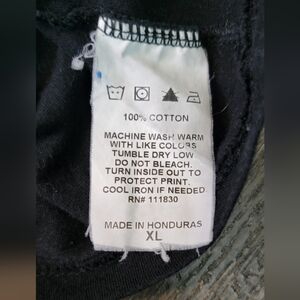 100% COTTON
MACHINE WASH WARM
WITH LIKE COLORS
TUMBLE DRY LOW
DO NOT BLEACH.
TURN INSIDE OUT TO
PROTECT PRINT.
COOL IRON IF NEEDED
RN# 111830
MADE IN HONDURAS
XL